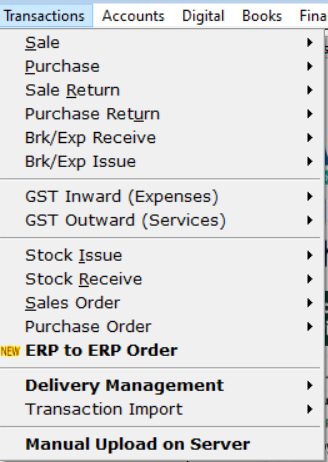 Transactions Accounts Digital Books Fina
Sale
Purchase
Sale Return
Purchase Return
Brk/Exp Receive
Brk/Exp Issue
GST Inward (Expenses)
GST Outward (Services)
Stock Issue
Stock Receive
Sales Order
Purchase Order
NEW ERP to ERP Order
Delivery Management
Transaction Import
Manual Upload on Server